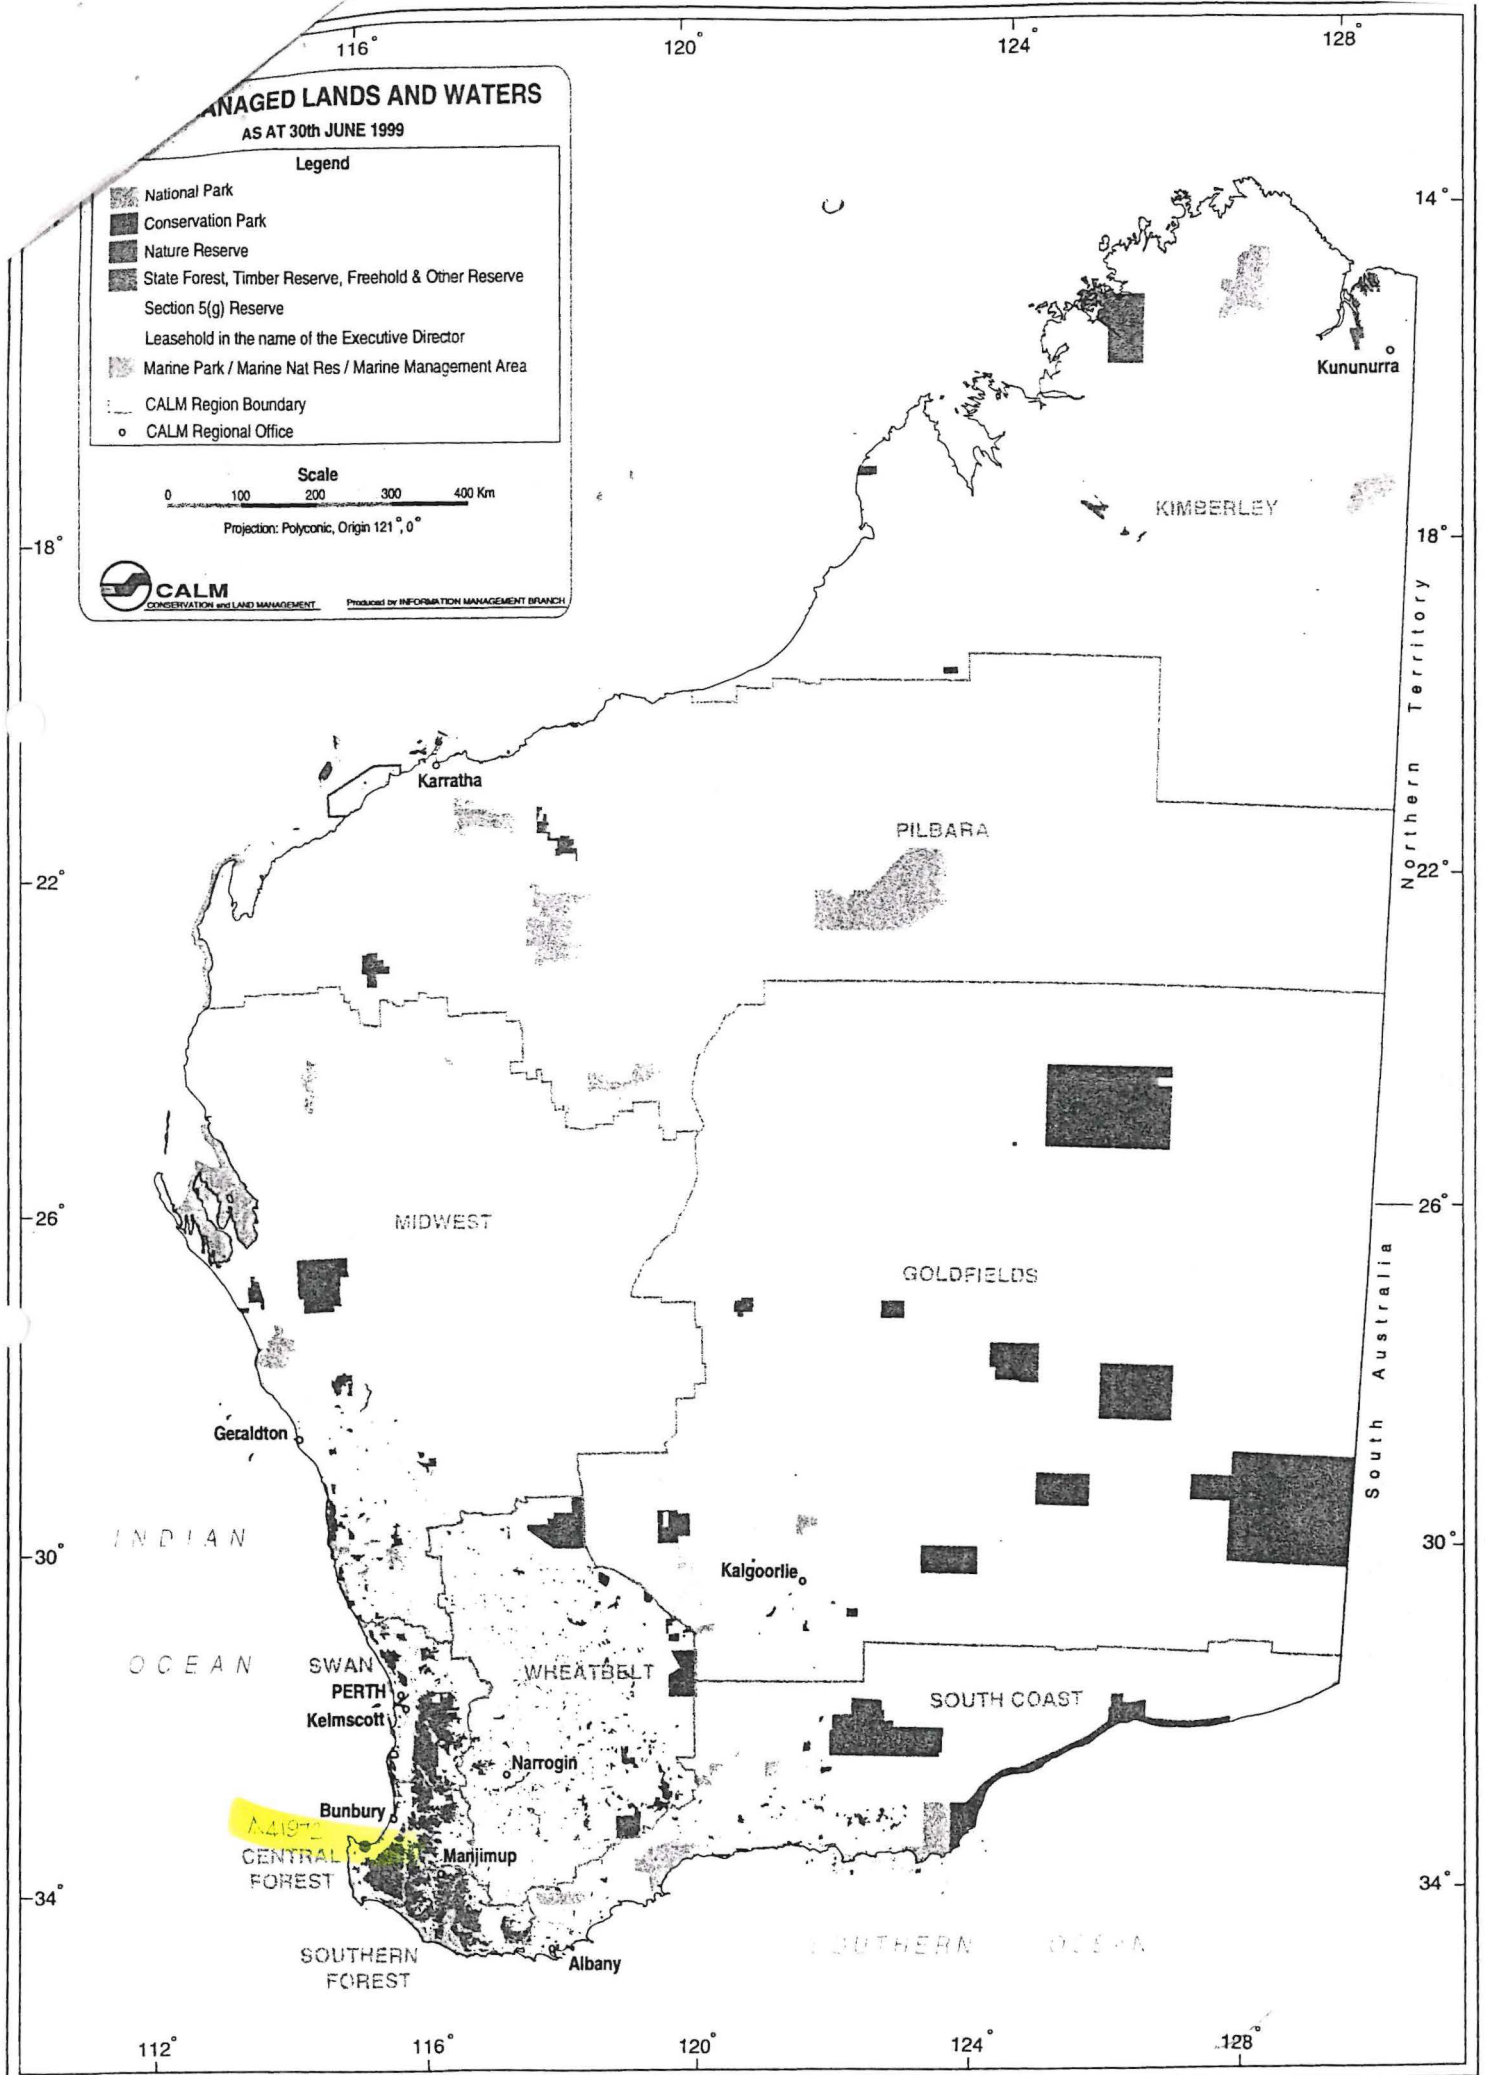 116°
120°
124°
128°
ANAGED LANDS AND WATERS
AS AT 30th JUNE 1999
Legend
National Park
Conservation Park
Nature Reserve
State Forest, Timber Reserve, Freehold & Other Reserve
Section 5(g) Reserve
Leasehold in the name of the Executive Director
Marine Park / Marine Nat Res / Marine Management Area
CALM Region Boundary
CALM Regional Office
Scale
0 100 200 300 400 Km
Projection: Polyconic, Origin 121°, 0°
CALM
CONSERVATION and LAND MANAGEMENT
Produced by INFORMATION MANAGEMENT BRANCH
14°
Kununurra
KIMBERLEY
18°
18°
Northern Territory
Karratha
PILBARA
22°
22°
26°
26°
MIDWEST
GOLDFIELDS
South Australia
Geraldton
INDIAN
30°
30°
Kalgoorlie
OCEAN
SWAN
WHEATBELT
PERTH
SOUTH COAST
Kelmscott
Narrogin
Bunbury
A41972
CENTRAL
FOREST
Manjimup
34°
34°
SOUTHERN
FOREST
Albany
SOUTHERN OCEAN
112°
116°
120°
124°
128°